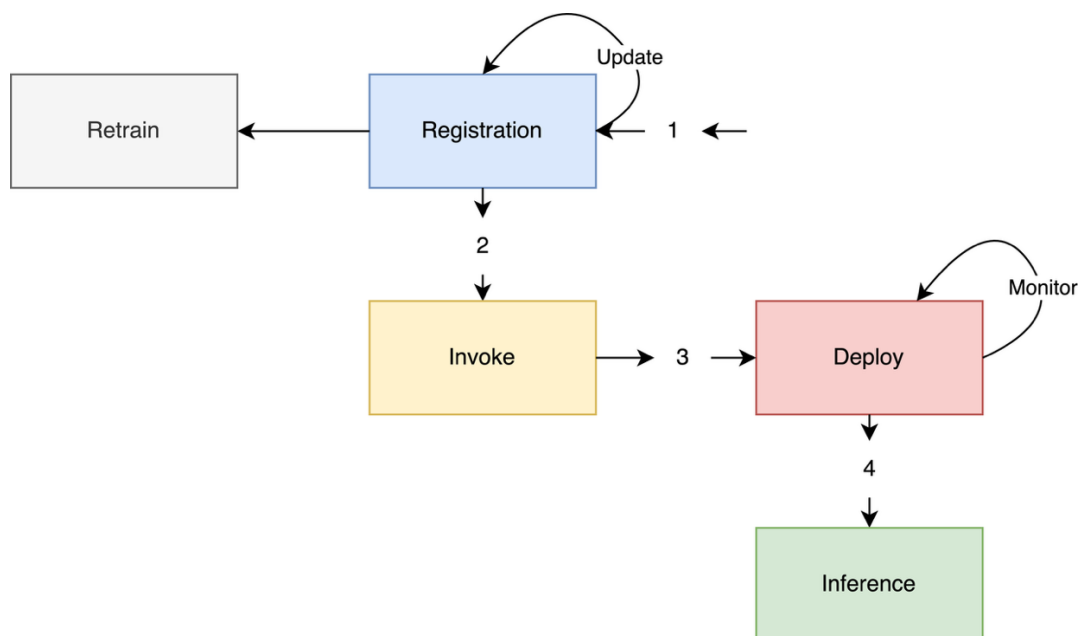 Update
Retrain
Registration
1
2
Monitor
Invoke
3
Deploy
4
Inference